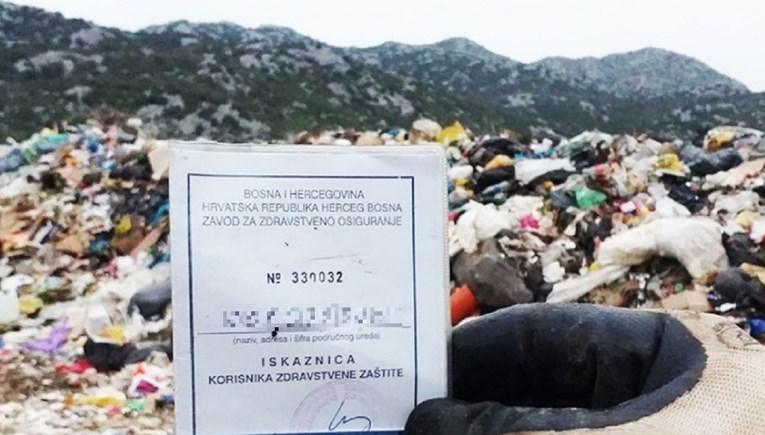 BOSNA I HERCEGOVINA
HRVATSKA REPUBLIKA HERCEG BOSNA
ZAVOD ZA ZDRAVSTVENO OSIGURANJE
Nº 330032
(naziv, adresa i šifra područnog ureda)
ISKAZNICA
KORISNIKA ZDRAVSTVENE ZAŠTITE